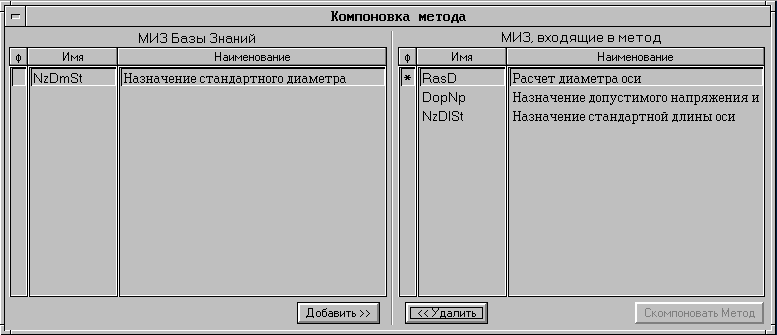 Компоновка метода
МИЗ Базы Знаний
МИЗ, входящие в метод
ф Имя Наименование
ф Имя Наименование
NzDmSt Назначение стандартного диаметра
* RasD Расчет диаметра оси
DopNp Назначение допустимого напряжения и
NzDlSt Назначение стандартной длины оси
Добавить >>
<< Удалить
Скомпоновать Метод